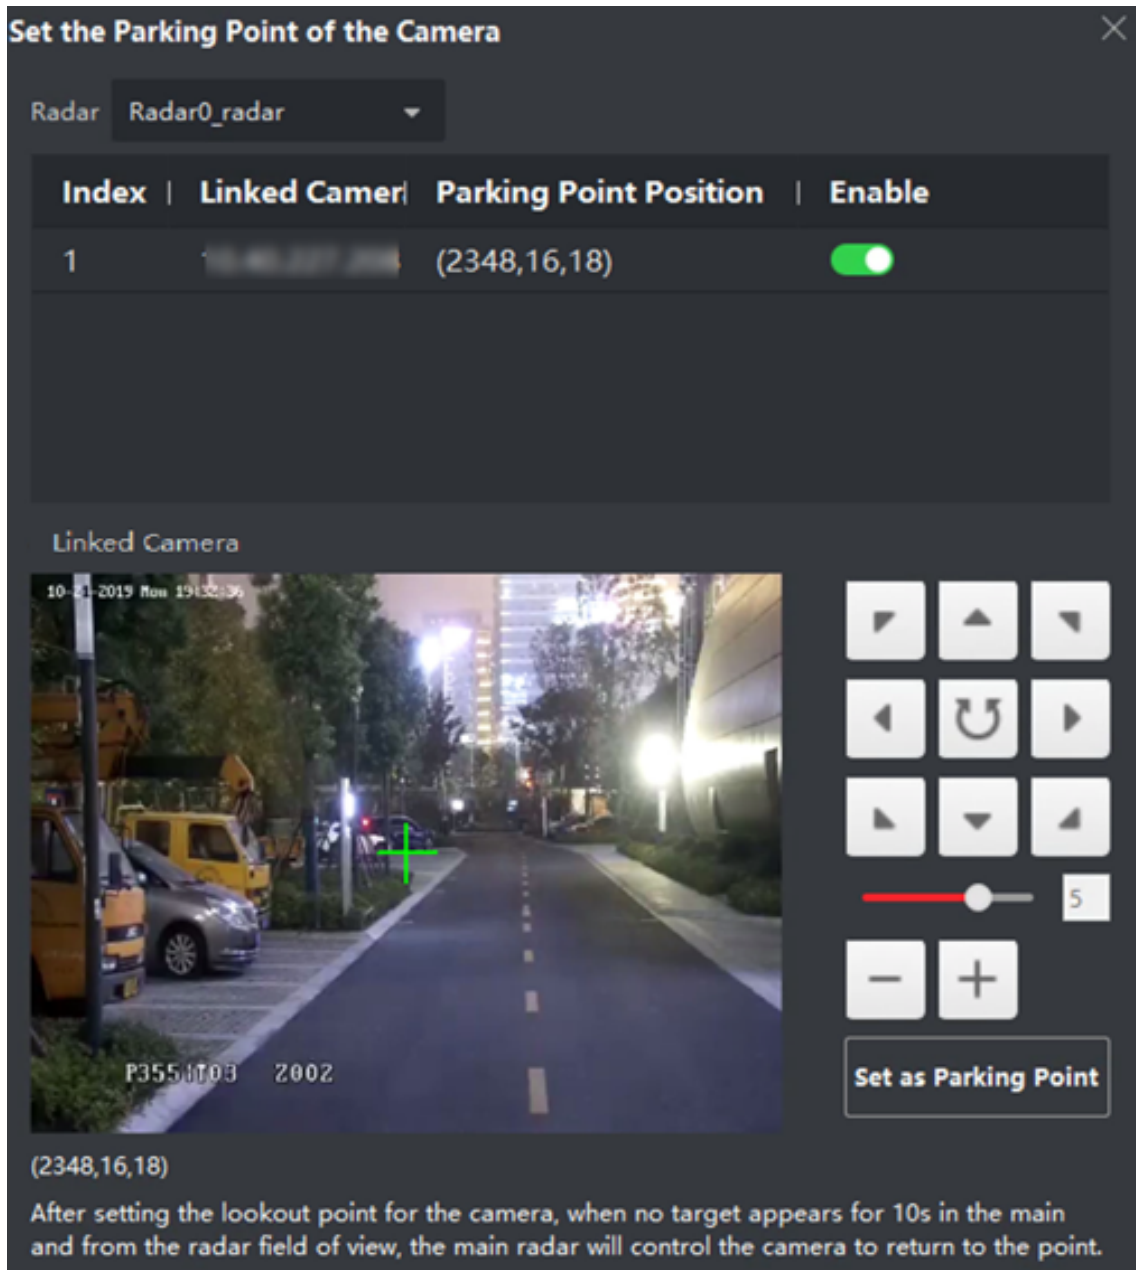 Set the Parking Point of the Camera
Radar Radar0_radar
Index | Linked Camer| Parking Point Position | Enable
1 (2348,16,18)
Linked Camera
2019 Mon
5
2002
Set as Parking Point
(2348,16,18)
After setting the lookout point for the camera, when no target appears for 10s in the main
and from the radar field of view, the main radar will control the camera to return to the point.